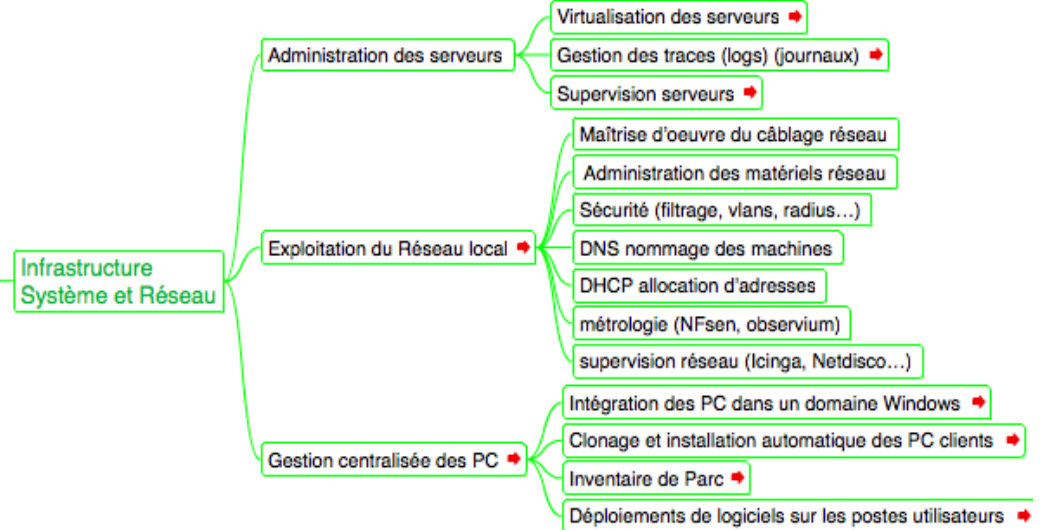 Infrastructure
Système et Réseau
Administration des serveurs
Virtualisation des serveurs
Gestion des traces (logs) (journaux)
Supervision serveurs
Exploitation du Réseau local
Maîtrise d'oeuvre du câblage réseau
Administration des matériels réseau
Sécurité (filtrage, vlans, radius...)
DNS nommage des machines
DHCP allocation d'adresses
métrologie (NFsen, observium)
supervision réseau (Icinga, Netdisco...)
Gestion centralisée des PC
Intégration des PC dans un domaine Windows
Clonage et installation automatique des PC clients
Inventaire de Parc
Déploiements de logiciels sur les postes utilisateurs